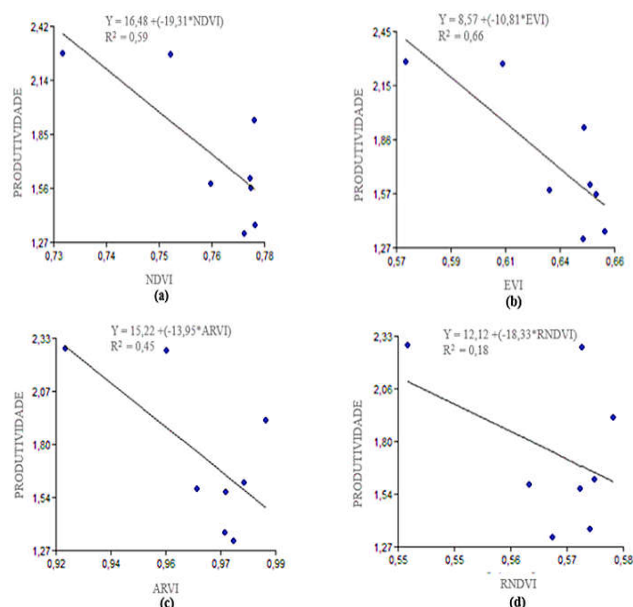 Y = 16,48 +(-19,31*NDVI)
R² = 0,59
2,42
2,14
1,85
1,56
1,27
PRODUTIVIDADE
0,73 0,74 0,75 0,76 0,78
NDVI
(a)
Y = 8,57 +(-10,81*EVI)
R² = 0,66
2,45
2,15
1,86
1,57
1,27
PRODUTIVIDADE
0,57 0,59 0,61 0,64 0,66
EVI
(b)
Y = 15,22 +(-13,95*ARVI)
R² = 0,45
2,33
2,07
1,80
1,54
1,27
PRODUTIVIDADE
0,92 0,94 0,96 0,98 0,99
ARVI
(c)
Y = 12,12 +(-18,33*RNDVI)
R² = 0,18
2,33
2,06
1,80
1,54
1,27
PRODUTIVIDADE
0,55 0,55 0,56 0,57 0,58
RNDVI
(d)